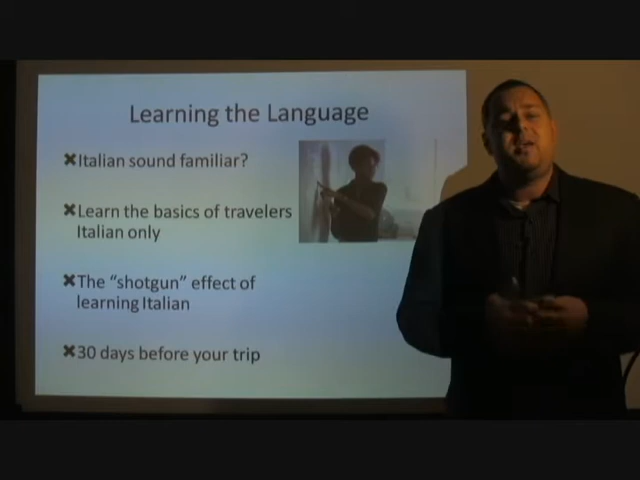 Learning the Language
✖Italian sound familiar?
✖Learn the basics of travelers
Italian only
✖The “shotgun” effect of
learning Italian
✖30 days before your trip